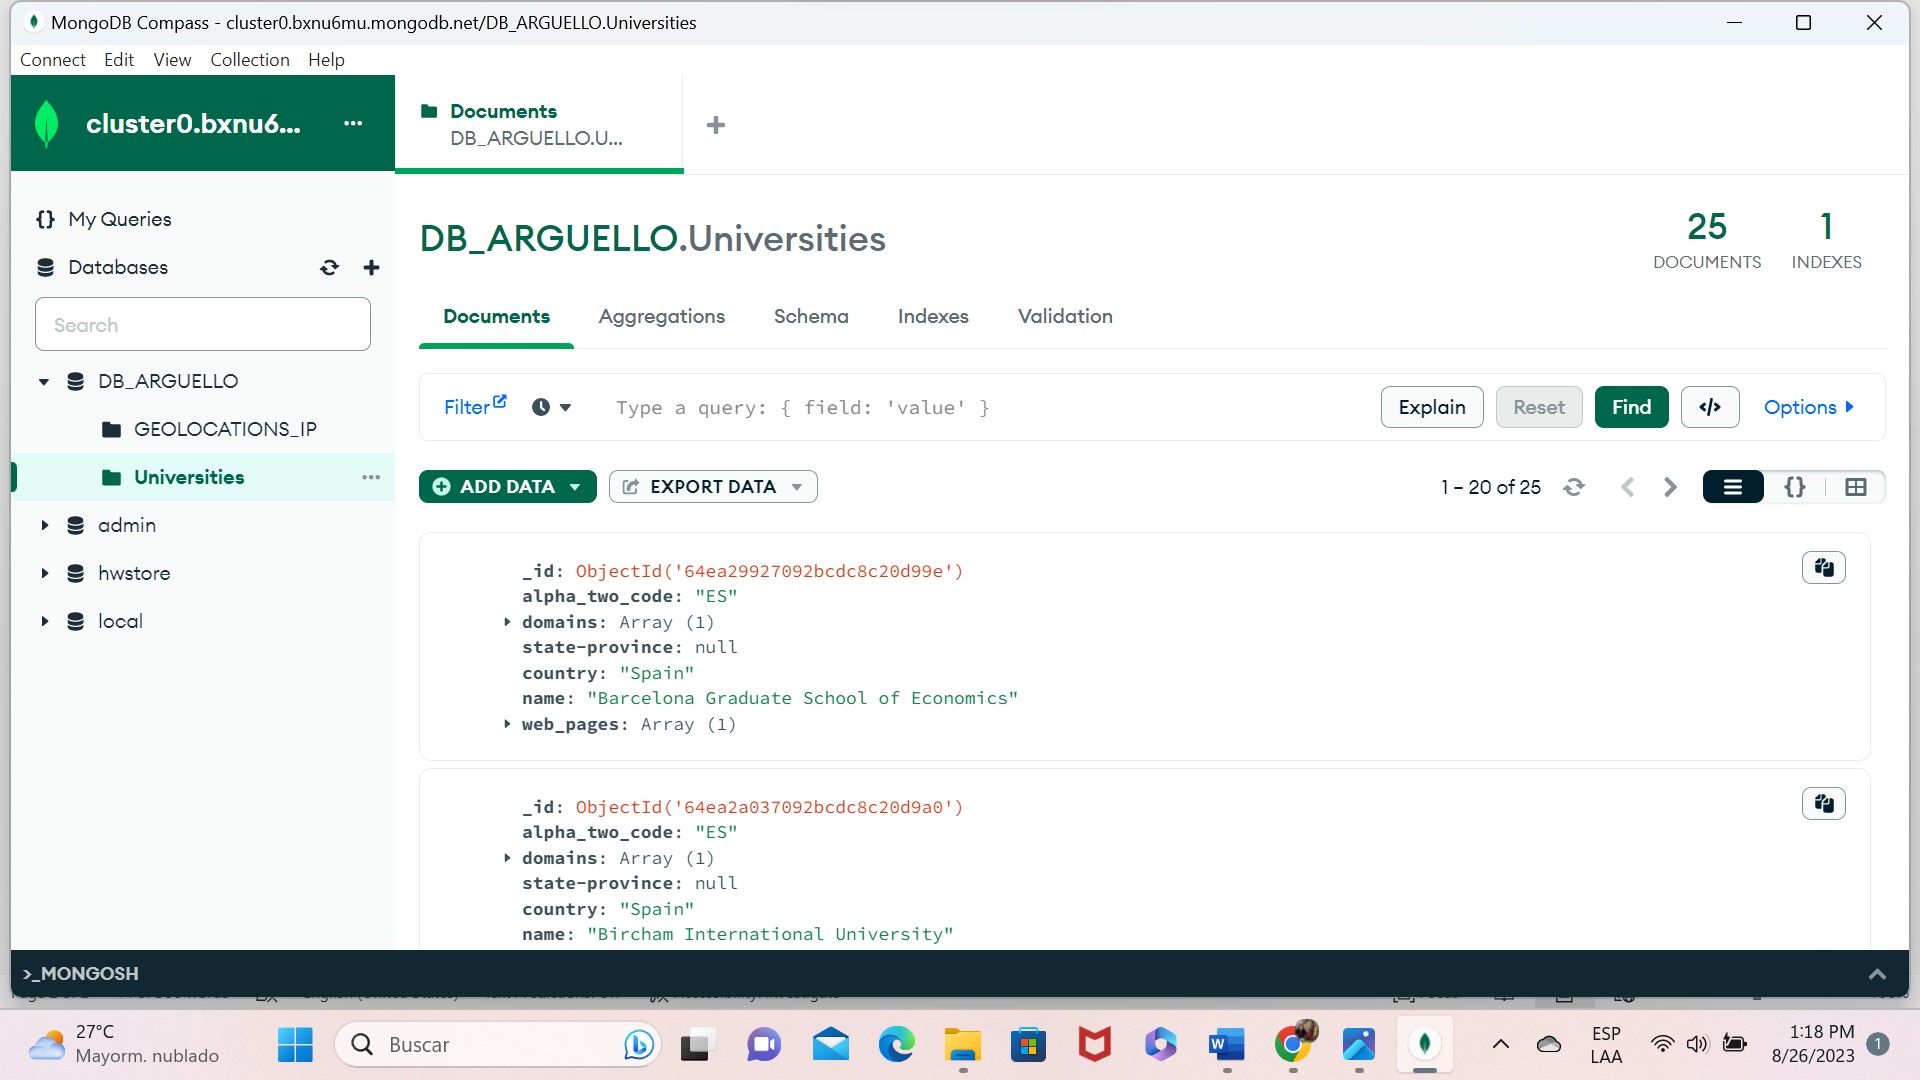 MongoDB Compass - cluster0.bxnu6mu.mongodb.net/DB_ARGUELLO.Universities
Connect Edit View Collection Help
cluster0.bxnu6... ...
Documents
DB_ARGUELLO.U...
+
{} My Queries
Databases
Search
DB_ARGUELLO
GEOLOCATIONS_IP
Universities ...
admin
hwstore
local
DB_ARGUELLO.Universities
25
DOCUMENTS
1
INDEXES
Documents Aggregations Schema Indexes Validation
Filter Type a query: { field: 'value' } Explain Reset Find </> Options
ADD DATA EXPORT DATA 1 – 20 of 25 {}
_id: ObjectId('64ea29927092bcdc8c20d99e')
alpha_two_code: "ES"
domains: Array (1)
state-province: null
country: "Spain"
name: "Barcelona Graduate School of Economics"
web_pages: Array (1)
_id: ObjectId('64ea2a037092bcdc8c20d9a0')
alpha_two_code: "ES"
domains: Array (1)
state-province: null
country: "Spain"
name: "Bircham International University"
>_MONGOSH
27°C
Mayorm. nublado
Buscar
ESP
LAA
1:18 PM
8/26/2023
1